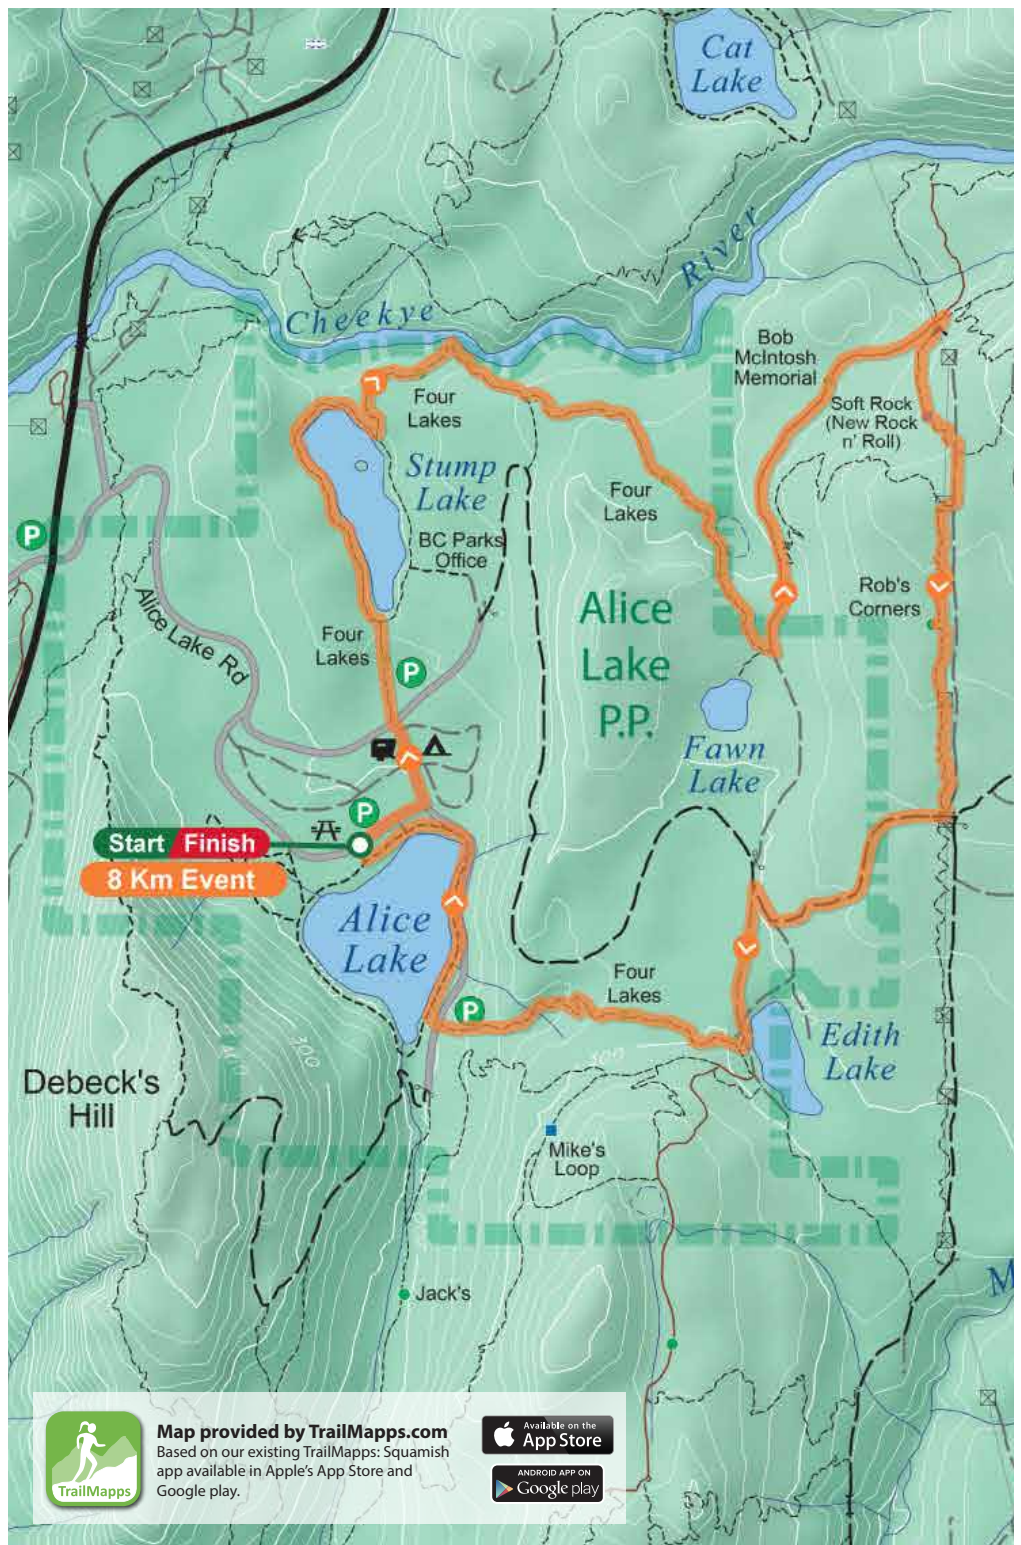 Cat
Lake
River
Cheekye
Bob
McIntosh
Memorial
Four
Lakes
Soft Rock
(New Rock
n' Roll)
Stump
Lake
Four
Lakes
P
BC Parks
Office
Alice Lake Rd
Alice
Lake
P.P.
Rob's
Corners
Four
Lakes
P
Fawn
Lake
P
Start / Finish
8 Km Event
Alice
Lake
Four
Lakes
P
Edith
Lake
300
300
Debeck's
Hill
Mike's
Loop
M
Jack's
TrailMapps
Map provided by TrailMapps.com
Based on our existing TrailMapps: Squamish
app available in Apple's App Store and
Google play.
Available on the
App Store
ANDROID APP ON
Google play